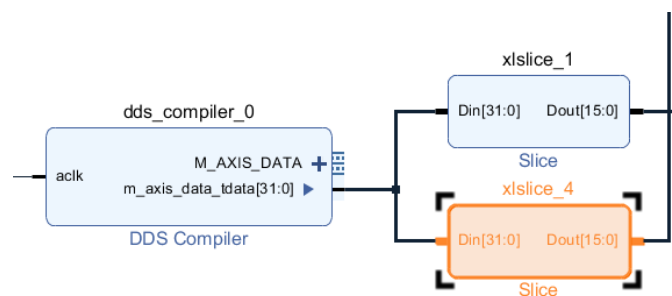 xlslice_1
dds_compiler_0
Din[31:0] Dout[15:0]
M_AXIS_DATA
Slice
aclk
m_axis_data_tdata[31:0]
xlslice_4
DDS Compiler
Din[31:0] Dout[15:0]
Slice